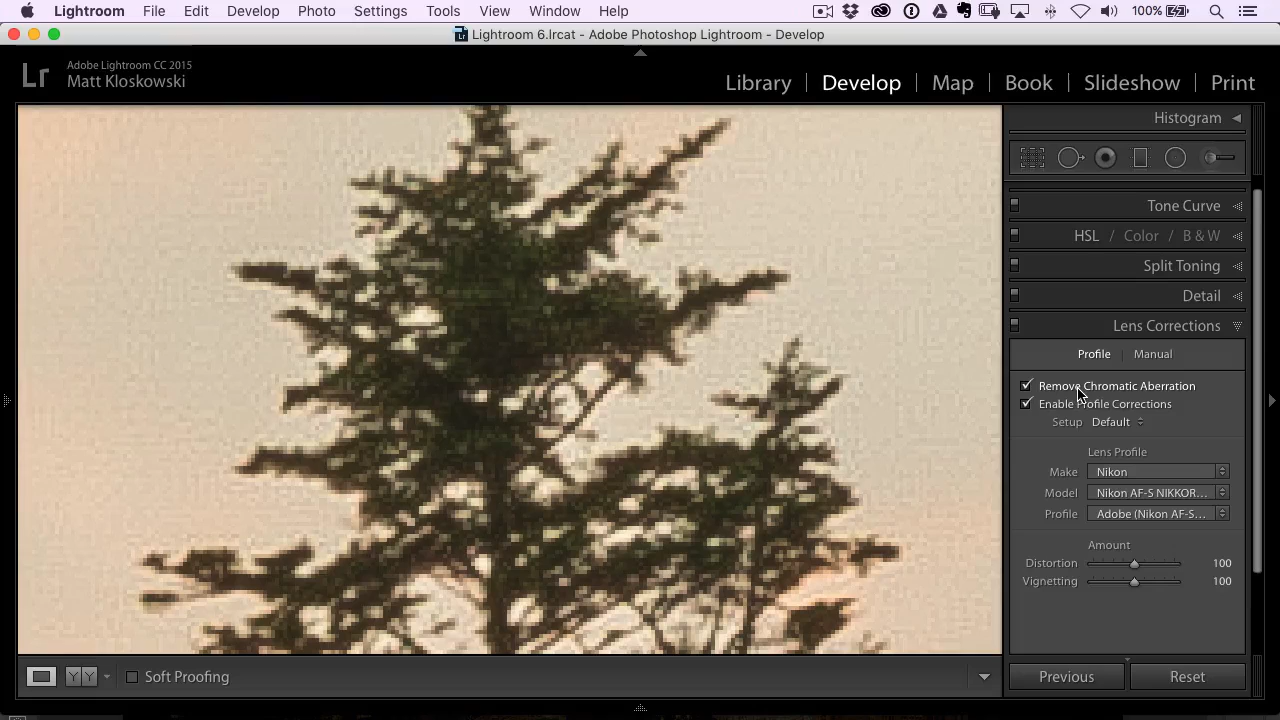 Lightroom File Edit Develop Photo Settings Tools View Window Help 100%
Lr Lightroom 6.lrcat - Adobe Photoshop Lightroom - Develop
Lr Adobe Lightroom CC 2015
Matt Kloskowski
Library Develop Map Book Slideshow Print
Histogram
Tone Curve
HSL / Color / B & W
Split Toning
Detail
Lens Corrections
Profile Manual
Remove Chromatic Aberration
Enable Profile Corrections
Setup Default
Lens Profile
Make Nikon
Model Nikon AF-S NIKKOR...
Profile Adobe (Nikon AF-S...
Amount
Distortion 100
Vignetting 100
YY Soft Proofing Previous Reset